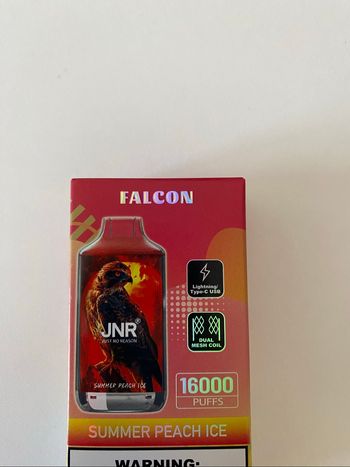 FALCON
Lightning/
Type-C USB
JNR
JUST NO REASON
DUAL
MESH COIL
SUMMER PEACH ICE
16000
PUFFS
SUMMER PEACH ICE
WARNING: